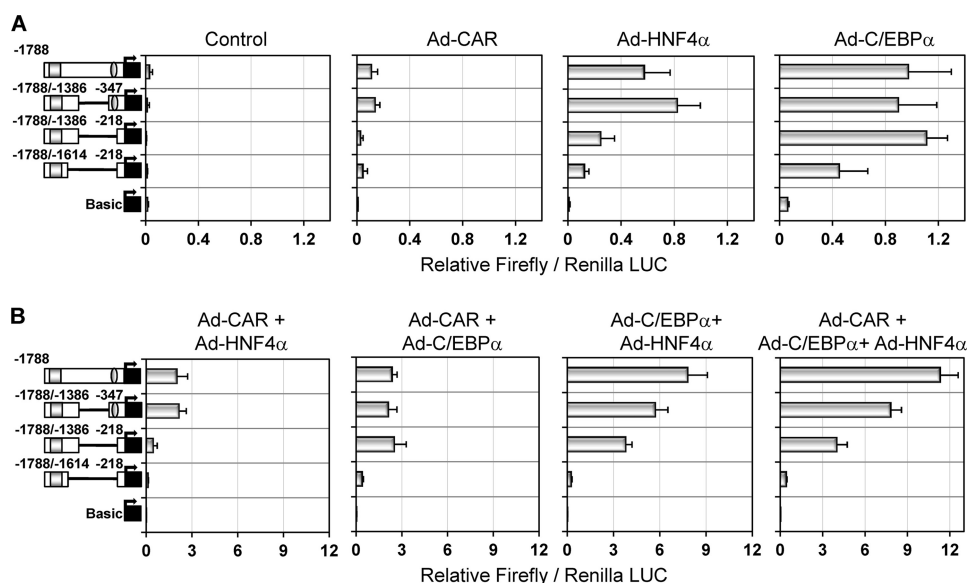 A
Control
Ad-CAR
Ad-HNF4α
Ad-C/EBPα
-1788
-1788/-1386 -347
-1788/-1386 -218
-1788/-1614 -218
Basic
0 0.4 0.8 1.2
0 0.4 0.8 1.2
0 0.4 0.8 1.2
0 0.4 0.8 1.2
Relative Firefly / Renilla LUC
B
Ad-CAR +
Ad-HNF4α
Ad-CAR +
Ad-C/EBPα
Ad-C/EBPα+
Ad-HNF4α
Ad-CAR +
Ad-C/EBPα+ Ad-HNF4α
-1788
-1788/-1386 -347
-1788/-1386 -218
-1788/-1614 -218
Basic
0 3 6 9 12
0 3 6 9 12
0 3 6 9 12
0 3 6 9 12
Relative Firefly / Renilla LUC